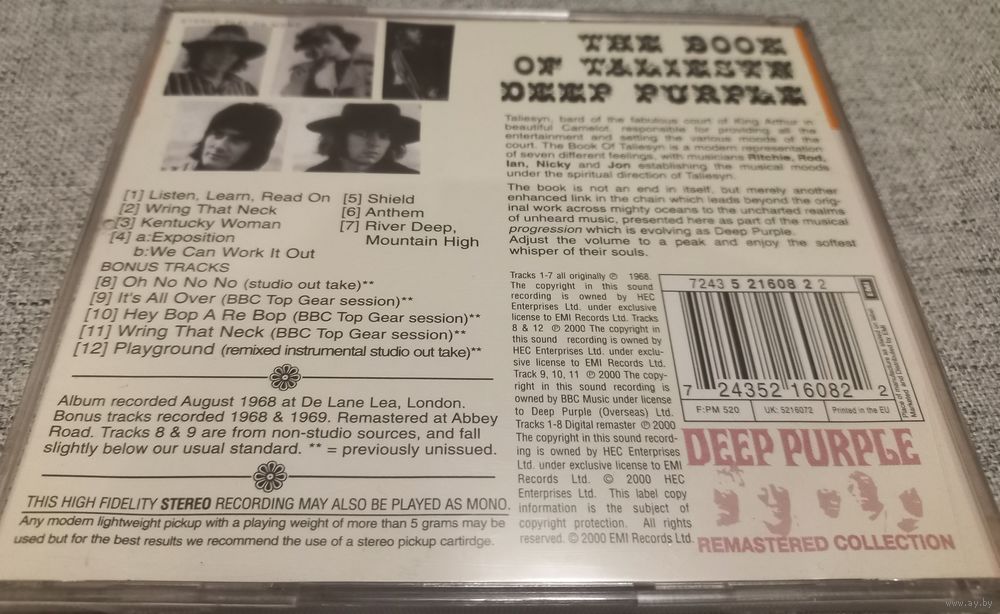 THE BOOK
OF TALIESYN
DEEP PURPLE
Taliesyn, bard of the fabulous court of King Arthur in
beautiful Camelot, responsible for providing all the
entertainment and setting the various moods of the
court. The Book Of Taliesyn is a modern representation
of seven different feelings, with musicians Ritchie, Rod,
Ian, Nicky and Jon establishing the musical moods
under the spiritual direction of Taliesyn.
The book is not an end in itself, but merely another
enhanced link in the chain which leads beyond the orig-
inal work across mighty oceans to the uncharted realms
of unheard music, presented here as part of the musical
progression which is evolving as Deep Purple.
Adjust the volume to a peak and enjoy the softest
whisper of their souls.
[1] Listen, Learn, Read On
[2] Wring That Neck
[3] Kentucky Woman
[4] a:Exposition
b:We Can Work It Out
[5] Shield
[6] Anthem
[7] River Deep,
Mountain High
BONUS TRACKS
[8] Oh No No No (studio out take)**
[9] It's All Over (BBC Top Gear session)**
[10] Hey Bop A Re Bop (BBC Top Gear session)**
[11] Wring That Neck (BBC Top Gear session)**
[12] Playground (remixed instrumental studio out take)**
Album recorded August 1968 at De Lane Lea, London.
Bonus tracks recorded 1968 & 1969. Remastered at Abbey
Road. Tracks 8 & 9 are from non-studio sources, and fall
slightly below our usual standard. ** = previously unissued.
THIS HIGH FIDELITY STEREO RECORDING MAY ALSO BE PLAYED AS MONO.
Any modern lightweight pickup with a playing weight of more than 5 grams may be
used but for the best results we recommend the use of a stereo pickup cartirdge.
Tracks 1-7 all originally ℗ 1968.
The copyright in this sound
recording is owned by HEC
Enterprises Ltd. under exclusive
license to EMI Records Ltd. Tracks
8 & 12 ℗ 2000 The copyright in
this sound recording is owned by
HEC Enterprises Ltd. under exclu-
sive license to EMI Records Ltd.
Track 9, 10, 11 ℗ 2000 The copy-
right in this sound recording is
owned by BBC Music under license
to Deep Purple (Overseas) Ltd.
Tracks 1-8 Digital remaster ℗ 2000
The copyright in this sound record-
ing is owned by HEC Enterprises
Ltd. under exclusive license to EMI
Records Ltd. © 2000 HEC
Enterprises Ltd. This label copy
information is the subject of
copyright protection. All rights
reserved. © 2000 EMI Records Ltd.
7243 5 21608 2 2
EMI
7 24352 16082 2
F:PM 520
UK: 5216072
Printed in the EU
Marketed and Distributed by EMI
DEEP PURPLE
REMASTERED COLLECTION
www.ay.by